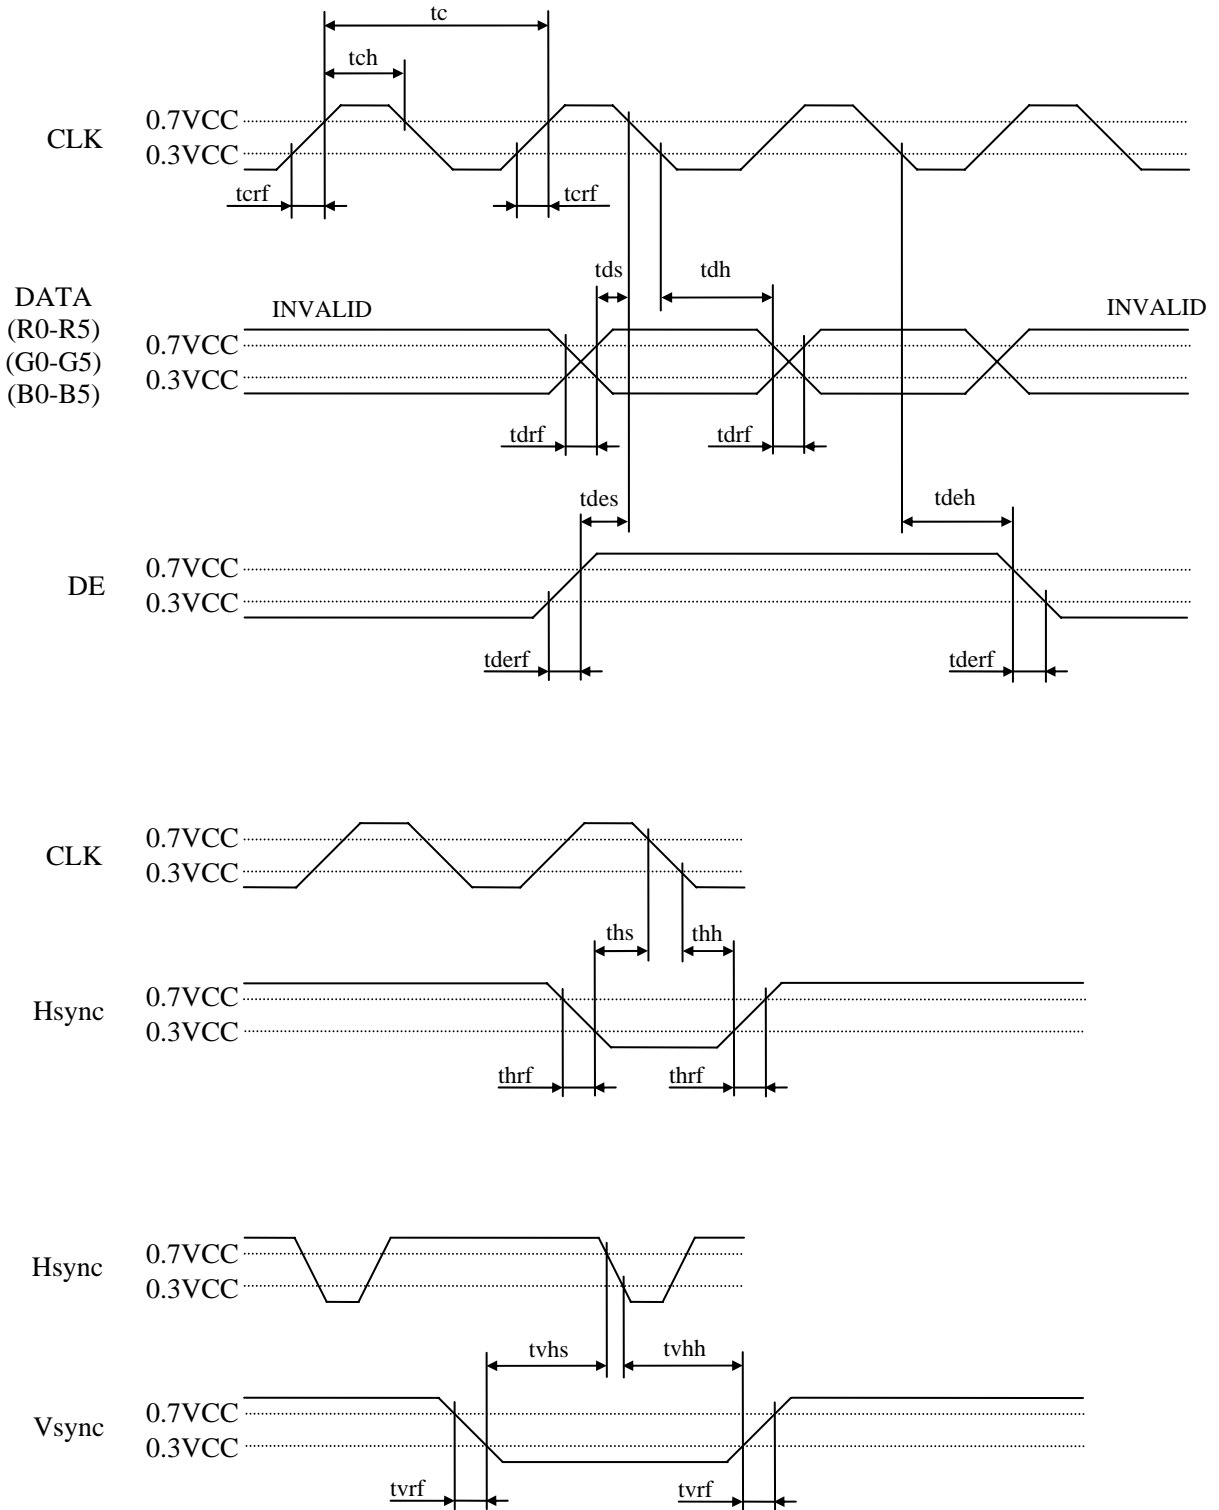 tc
tch
0.7VCC
CLK
0.3VCC
tcrf
tcrf
tds
tdh
DATA
(R0-R5)
(G0-G5)
(B0-B5)
INVALID
INVALID
0.7VCC
0.3VCC
tdrf
tdrf
tdes
tdeh
0.7VCC
DE
0.3VCC
tderf
tderf
0.7VCC
CLK
0.3VCC
ths
thh
0.7VCC
Hsync
0.3VCC
thrf
thrf
0.7VCC
Hsync
0.3VCC
tvhs
tvhh
0.7VCC
Vsync
0.3VCC
tvrf
tvrf